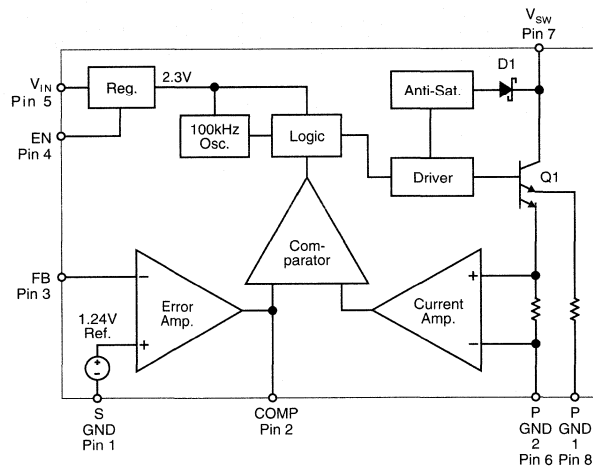 V_SW
Pin 7
D1
V_IN
Pin 5
Reg.
2.3V
Anti-Sat.
EN
Pin 4
100kHz
Osc.
Logic
Driver
Q1
Com-
parator
FB
Pin 3
−
Error
Amp.
+
1.24V
Ref.
+
−
+
Current
Amp.
−
S
GND
Pin 1
COMP
Pin 2
P
GND
2
Pin 6
P
GND
1
Pin 8